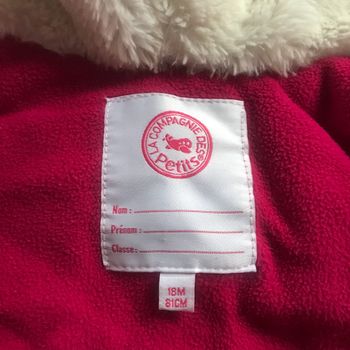 LA COMPAGNIE DES
Petits
Nom :
Prénom :
Classe :
18M
81CM